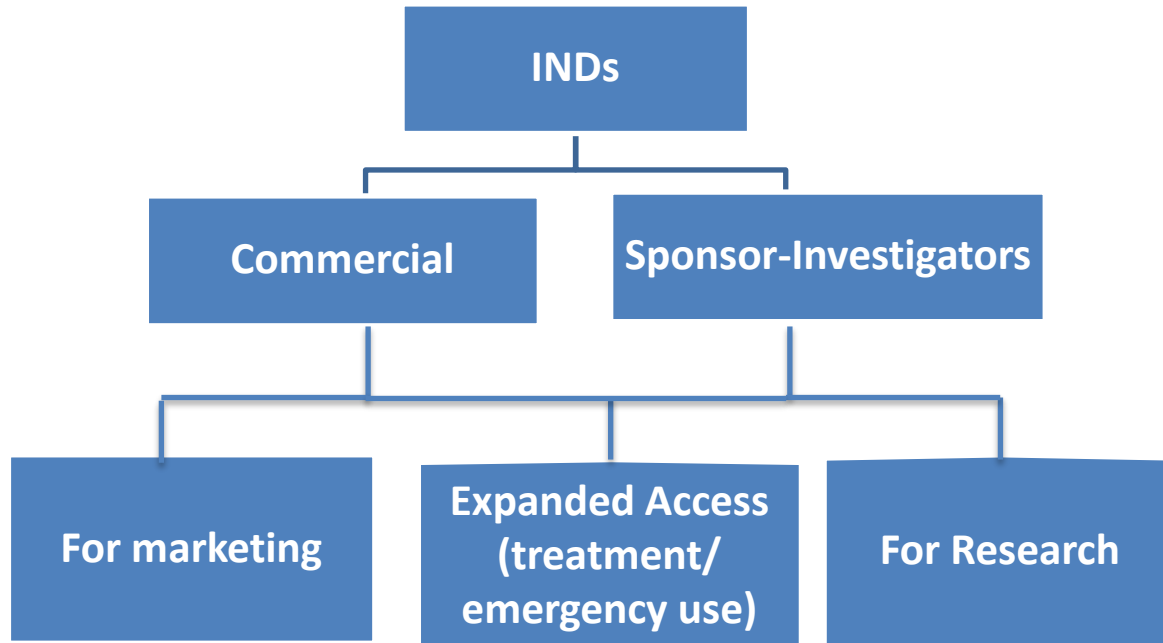 INDs
Commercial
Sponsor-Investigators
For marketing
Expanded Access
(treatment/
emergency use)
For Research